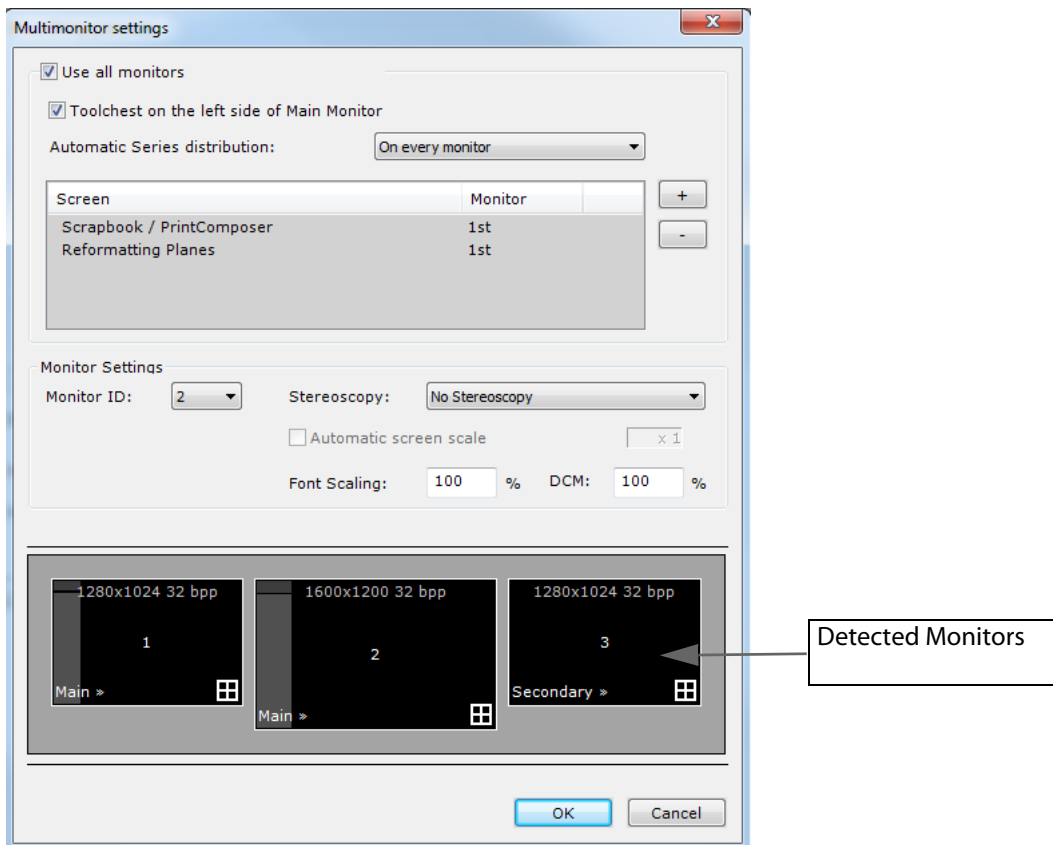 Multimonitor settings
Use all monitors
Toolchest on the left side of Main Monitor
Automatic Series distribution: On every monitor
Screen Monitor
+
Scrapbook / PrintComposer 1st
-
Reformatting Planes 1st
Monitor Settings
Monitor ID: 2 Stereoscopy: No Stereoscopy
Automatic screen scale x 1
Font Scaling: 100 % DCM: 100 %
1280x1024 32 bpp 1600x1200 32 bpp 1280x1024 32 bpp
1 2 3
Main » Main » Secondary »
Detected Monitors
OK Cancel